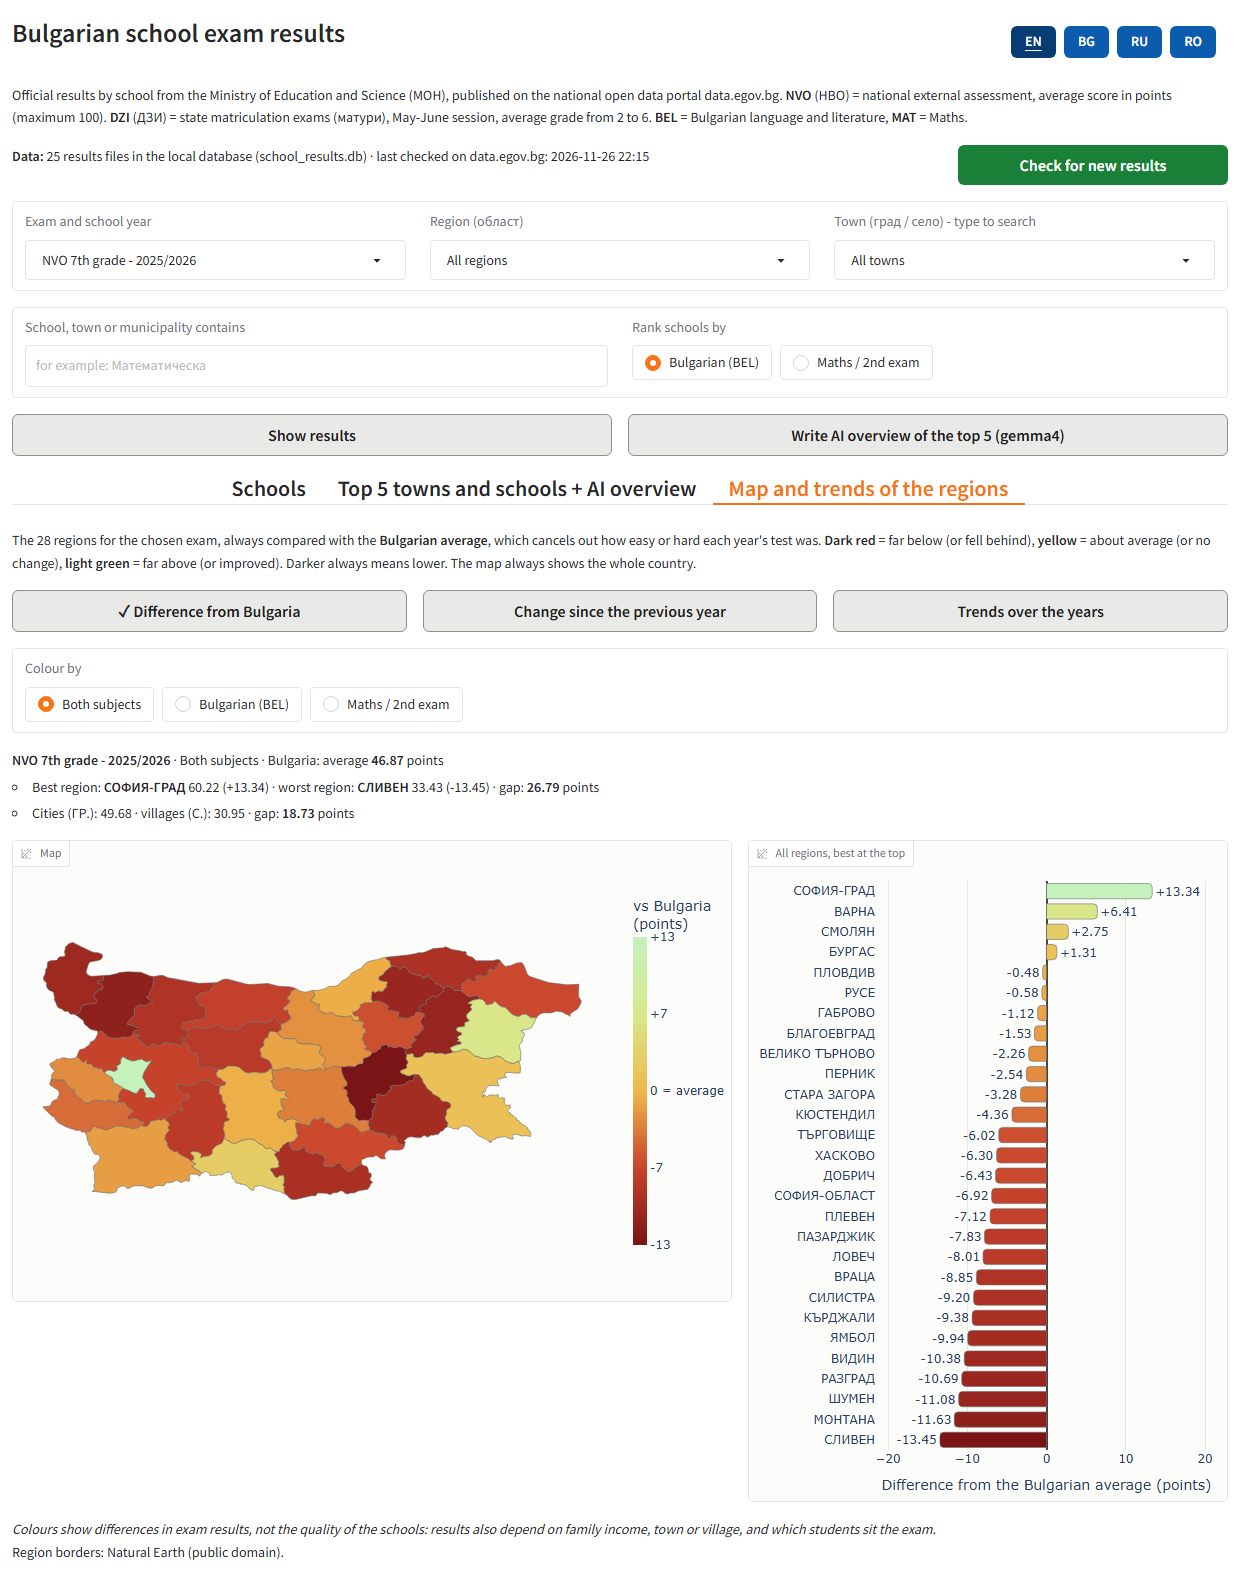 Bulgarian school exam results
EN BG RU RO
Official results by school from the Ministry of Education and Science (МОН), published on the national open data portal data.egov.bg. NVO (НВО) = national external assessment, average score in points
(maximum 100). DZI (ДЗИ) = state matriculation exams (матури), May-June session, average grade from 2 to 6. BEL = Bulgarian language and literature, MAT = Maths.
Data: 25 results files in the local database (school_results.db) · last checked on data.egov.bg: 2026-11-26 22:15
Check for new results
Exam and school year
NVO 7th grade - 2025/2026
Region (област)
All regions
Town (град / село) - type to search
All towns
School, town or municipality contains
for example: Математическа
Rank schools by
Bulgarian (BEL)
Maths / 2nd exam
Show results
Write AI overview of the top 5 (gemma4)
Schools
Top 5 towns and schools + AI overview
Map and trends of the regions
The 28 regions for the chosen exam, always compared with the Bulgarian average, which cancels out how easy or hard each year's test was. Dark red = far below (or fell behind), yellow = about average (or no
change), light green = far above (or improved). Darker always means lower. The map always shows the whole country.
✓ Difference from Bulgaria
Change since the previous year
Trends over the years
Colour by
Both subjects
Bulgarian (BEL)
Maths / 2nd exam
NVO 7th grade - 2025/2026 · Both subjects · Bulgaria: average 46.87 points
Best region: СОФИЯ-ГРАД 60.22 (+13.34) · worst region: СЛИВЕН 33.43 (-13.45) · gap: 26.79 points
Cities (ГР.): 49.68 · villages (С.): 30.95 · gap: 18.73 points
Map
vs Bulgaria
(points)
+13
+7
0 = average
-7
-13
All regions, best at the top
СОФИЯ-ГРАД +13.34
ВАРНА +6.41
СМОЛЯН +2.75
БУРГАС +1.31
ПЛОВДИВ -0.48
РУСЕ -0.58
ГАБРОВО -1.12
БЛАГОЕВГРАД -1.53
ВЕЛИКО ТЪРНОВО -2.26
ПЕРНИК -2.54
СТАРА ЗАГОРА -3.28
КЮСТЕНДИЛ -4.36
ТЪРГОВИЩЕ -6.02
ХАСКОВО -6.30
ДОБРИЧ -6.43
СОФИЯ-ОБЛАСТ -6.92
ПЛЕВЕН -7.12
ПАЗАРДЖИК -7.83
ЛОВЕЧ -8.01
ВРАЦА -8.85
СИЛИСТРА -9.20
КЪРДЖАЛИ -9.38
ЯМБОЛ -9.94
ВИДИН -10.38
РАЗГРАД -10.69
ШУМЕН -11.08
МОНТАНА -11.63
СЛИВЕН -13.45
−20 −10 0 10 20
Difference from the Bulgarian average (points)
Colours show differences in exam results, not the quality of the schools: results also depend on family income, town or village, and which students sit the exam.
Region borders: Natural Earth (public domain).